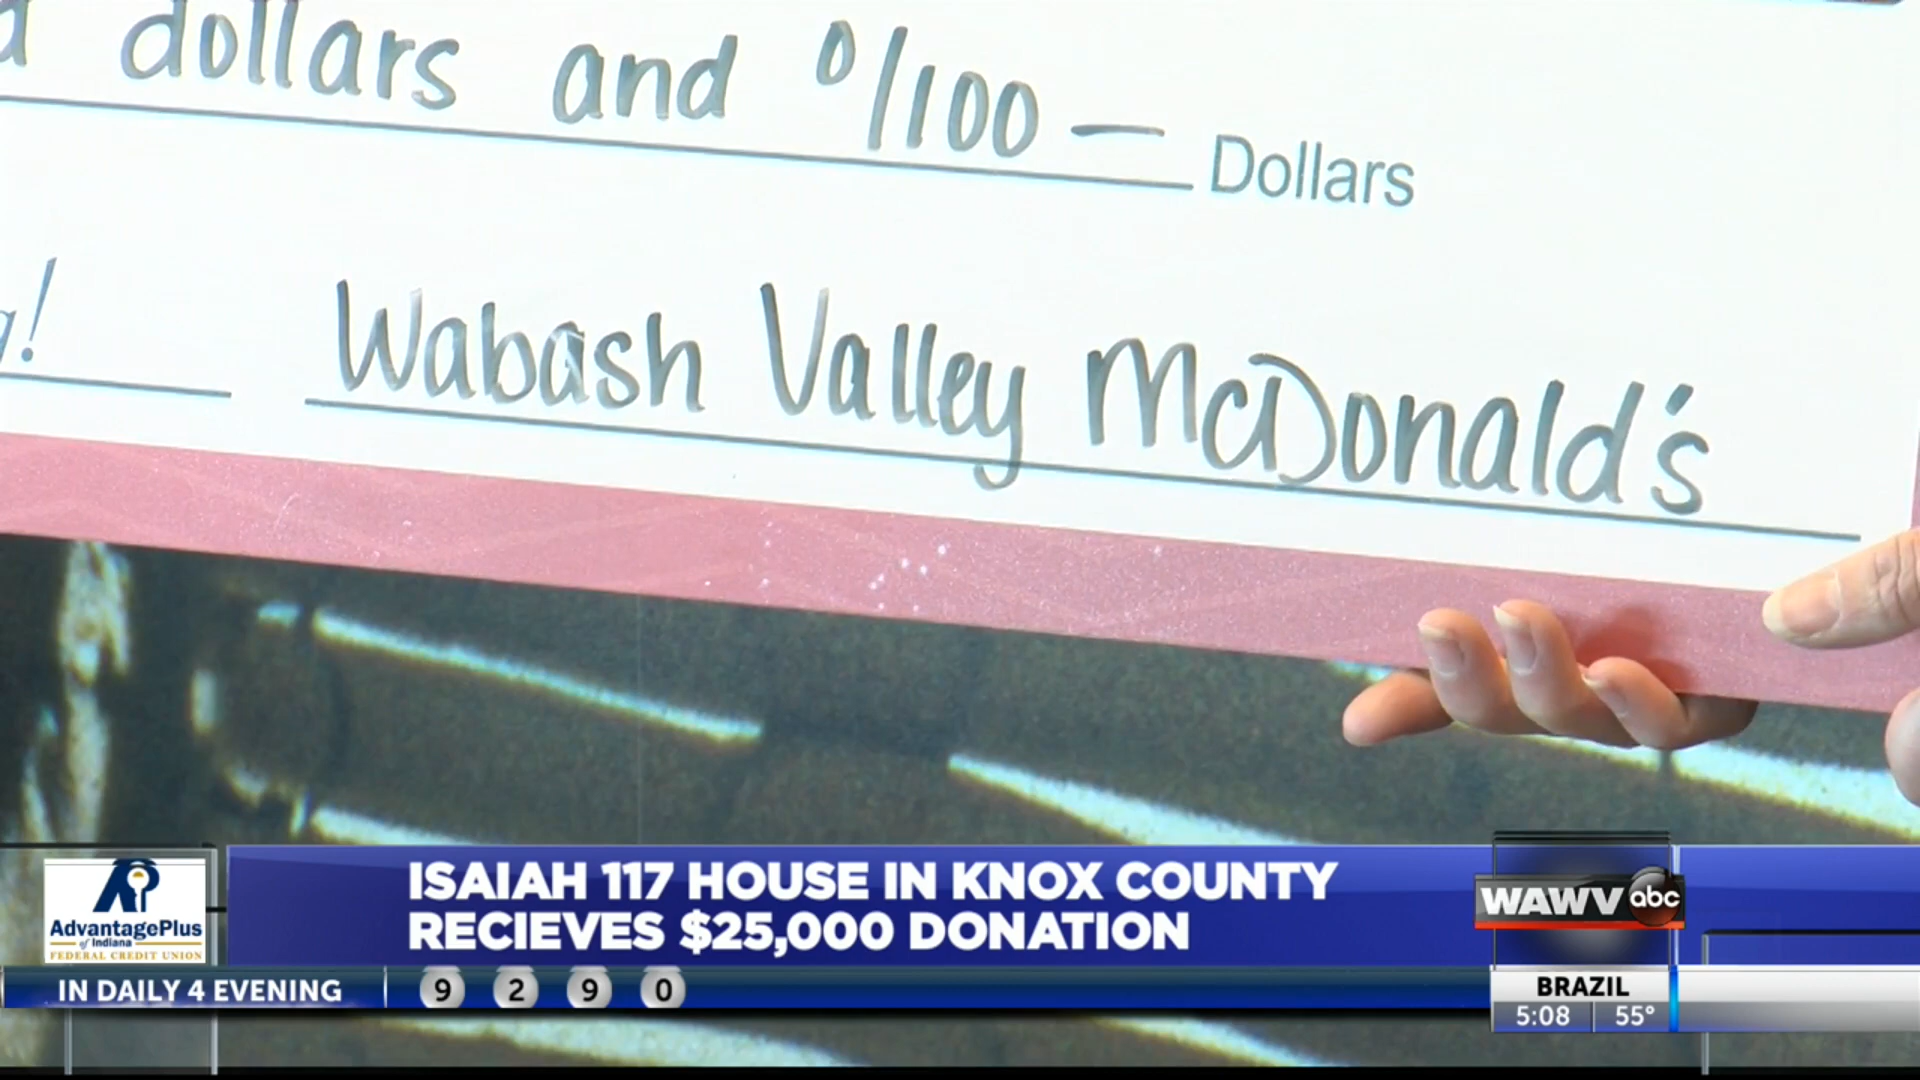 dollars and 0/100 — Dollars
Wabash Valley McDonald's
ISAIAH 117 HOUSE IN KNOX COUNTY
RECIEVES $25,000 DONATION
AdvantagePlus
of Indiana
FEDERAL CREDIT UNION
WAWV abc
IN DAILY 4 EVENING 9 2 9 0
BRAZIL
5:08 55°